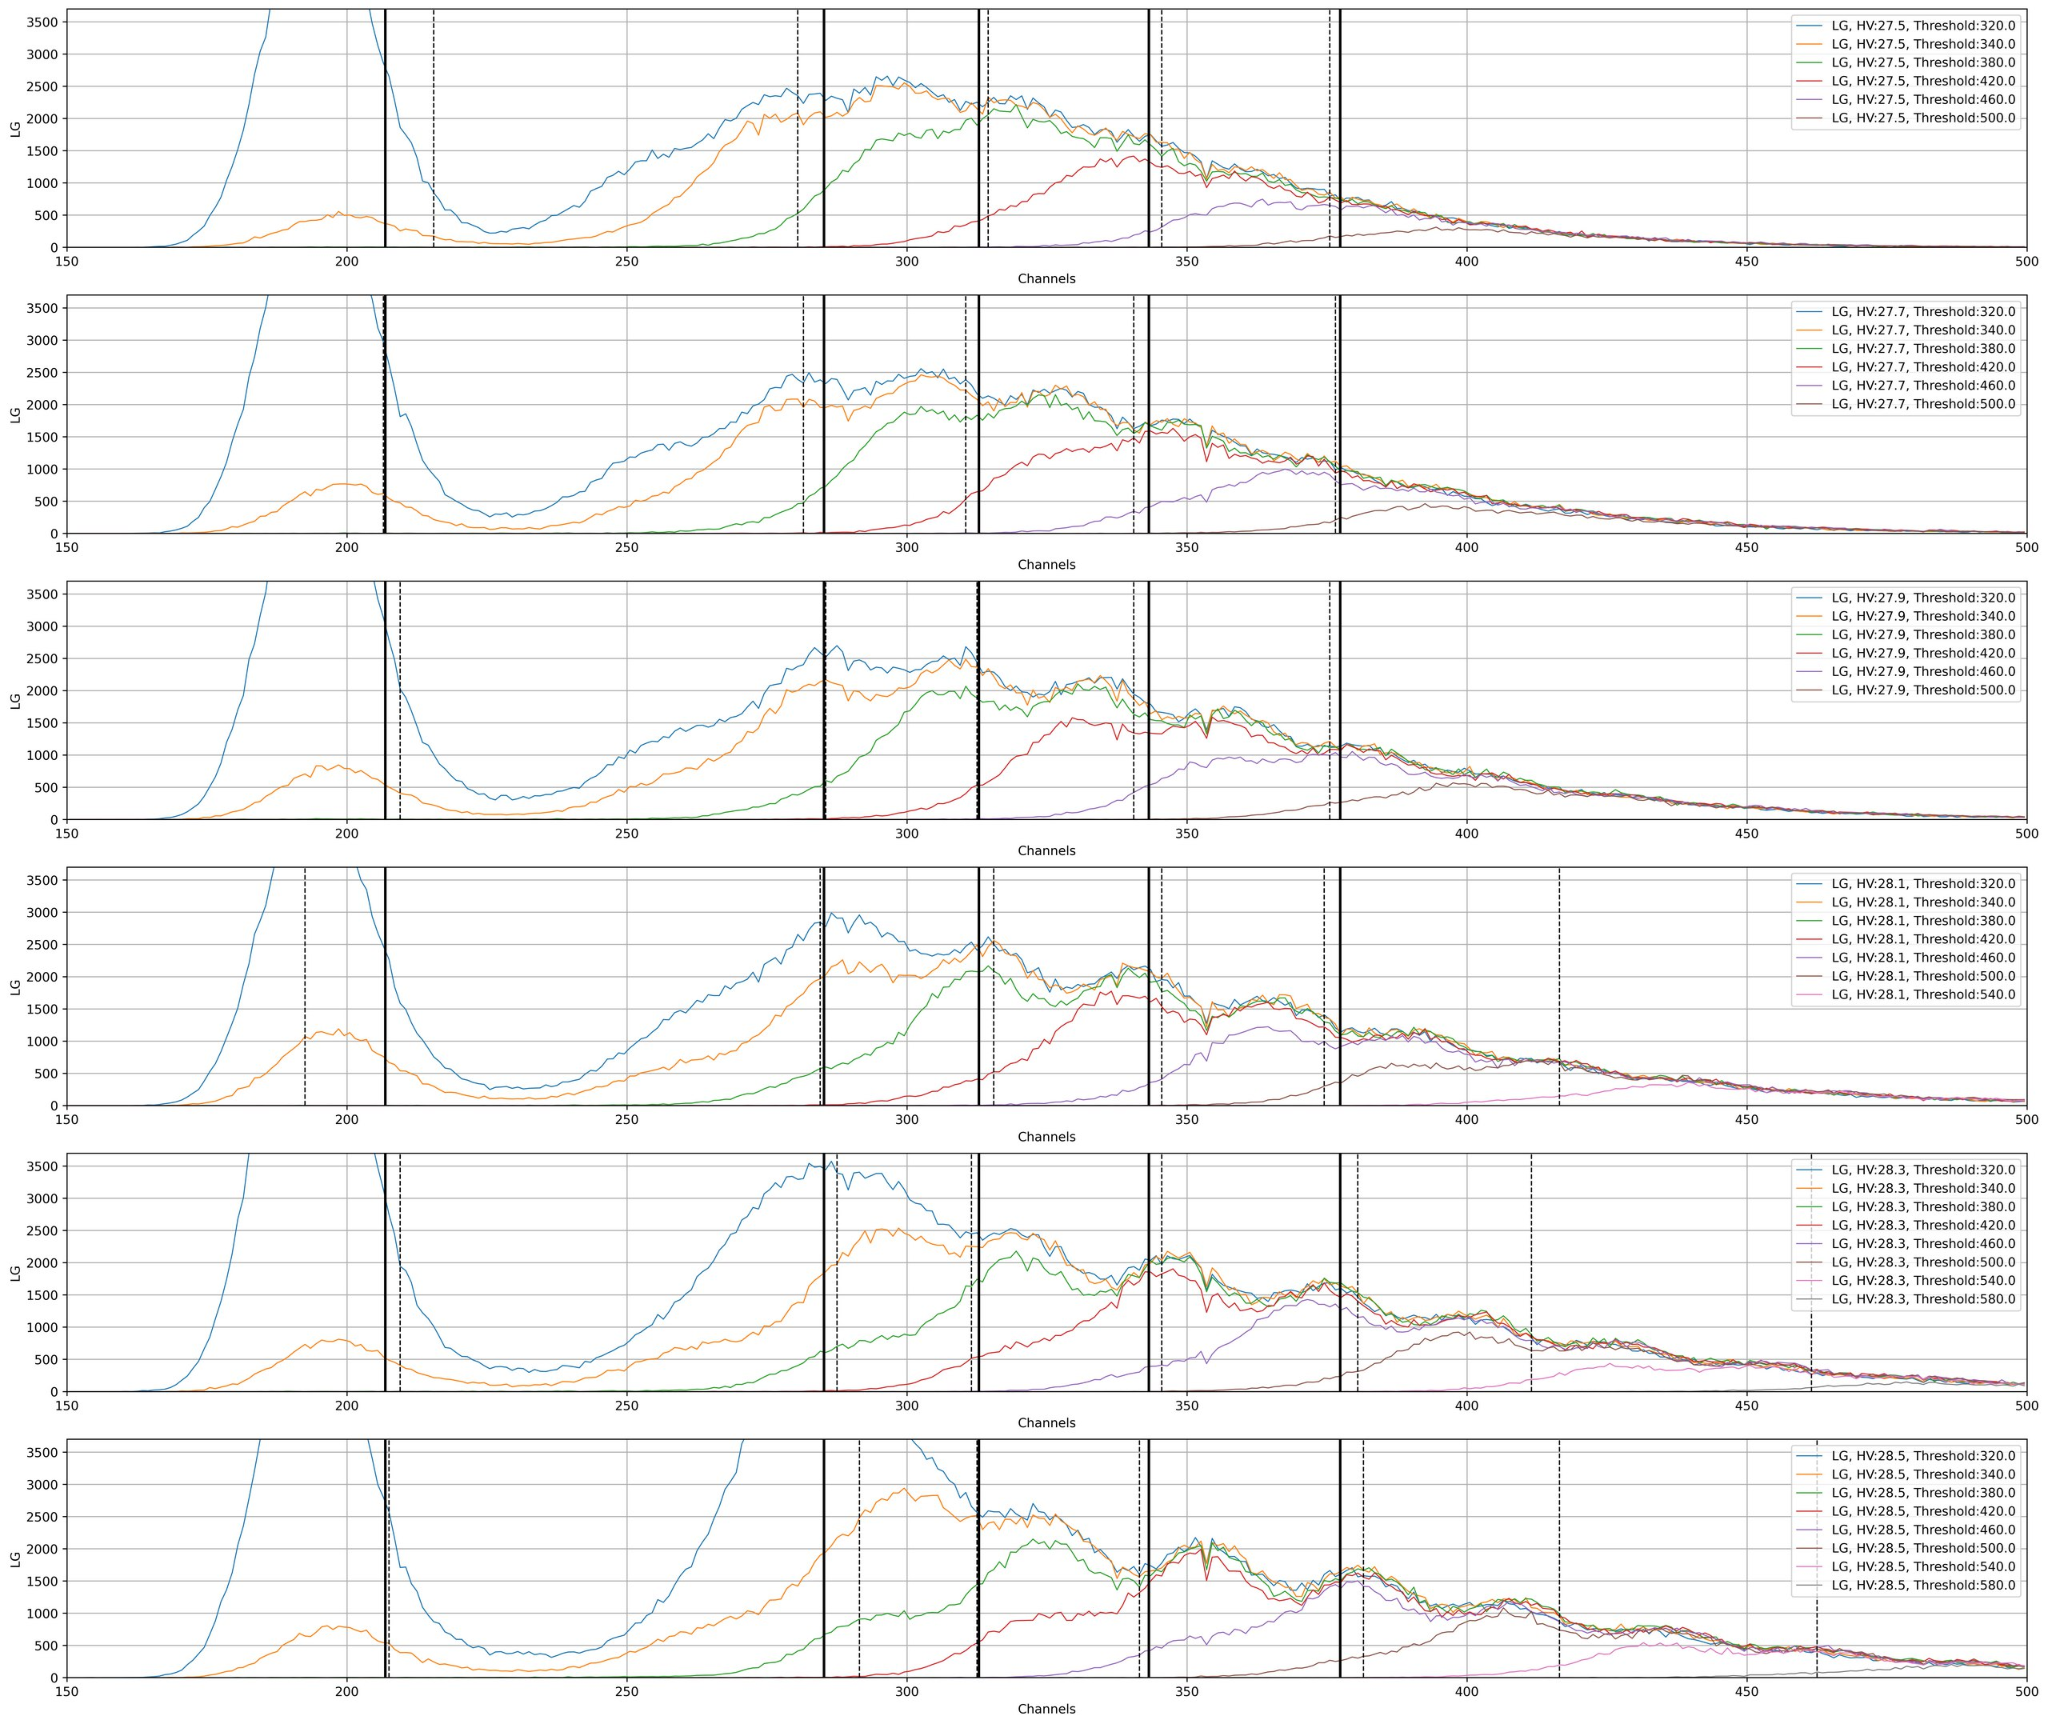 3500
3000
2500
2000
1500
1000
500
0
LG
150 200 250 300 350 400 450 500
Channels
LG, HV:27.5, Threshold:320.0
LG, HV:27.5, Threshold:340.0
LG, HV:27.5, Threshold:380.0
LG, HV:27.5, Threshold:420.0
LG, HV:27.5, Threshold:460.0
LG, HV:27.5, Threshold:500.0
3500
3000
2500
2000
1500
1000
500
0
LG
150 200 250 300 350 400 450 500
Channels
LG, HV:27.7, Threshold:320.0
LG, HV:27.7, Threshold:340.0
LG, HV:27.7, Threshold:380.0
LG, HV:27.7, Threshold:420.0
LG, HV:27.7, Threshold:460.0
LG, HV:27.7, Threshold:500.0
3500
3000
2500
2000
1500
1000
500
0
LG
150 200 250 300 350 400 450 500
Channels
LG, HV:27.9, Threshold:320.0
LG, HV:27.9, Threshold:340.0
LG, HV:27.9, Threshold:380.0
LG, HV:27.9, Threshold:420.0
LG, HV:27.9, Threshold:460.0
LG, HV:27.9, Threshold:500.0
3500
3000
2500
2000
1500
1000
500
0
LG
150 200 250 300 350 400 450 500
Channels
LG, HV:28.1, Threshold:320.0
LG, HV:28.1, Threshold:340.0
LG, HV:28.1, Threshold:380.0
LG, HV:28.1, Threshold:420.0
LG, HV:28.1, Threshold:460.0
LG, HV:28.1, Threshold:500.0
LG, HV:28.1, Threshold:540.0
3500
3000
2500
2000
1500
1000
500
0
LG
150 200 250 300 350 400 450 500
Channels
LG, HV:28.3, Threshold:320.0
LG, HV:28.3, Threshold:340.0
LG, HV:28.3, Threshold:380.0
LG, HV:28.3, Threshold:420.0
LG, HV:28.3, Threshold:460.0
LG, HV:28.3, Threshold:500.0
LG, HV:28.3, Threshold:540.0
LG, HV:28.3, Threshold:580.0
3500
3000
2500
2000
1500
1000
500
0
LG
150 200 250 300 350 400 450 500
Channels
LG, HV:28.5, Threshold:320.0
LG, HV:28.5, Threshold:340.0
LG, HV:28.5, Threshold:380.0
LG, HV:28.5, Threshold:420.0
LG, HV:28.5, Threshold:460.0
LG, HV:28.5, Threshold:500.0
LG, HV:28.5, Threshold:540.0
LG, HV:28.5, Threshold:580.0